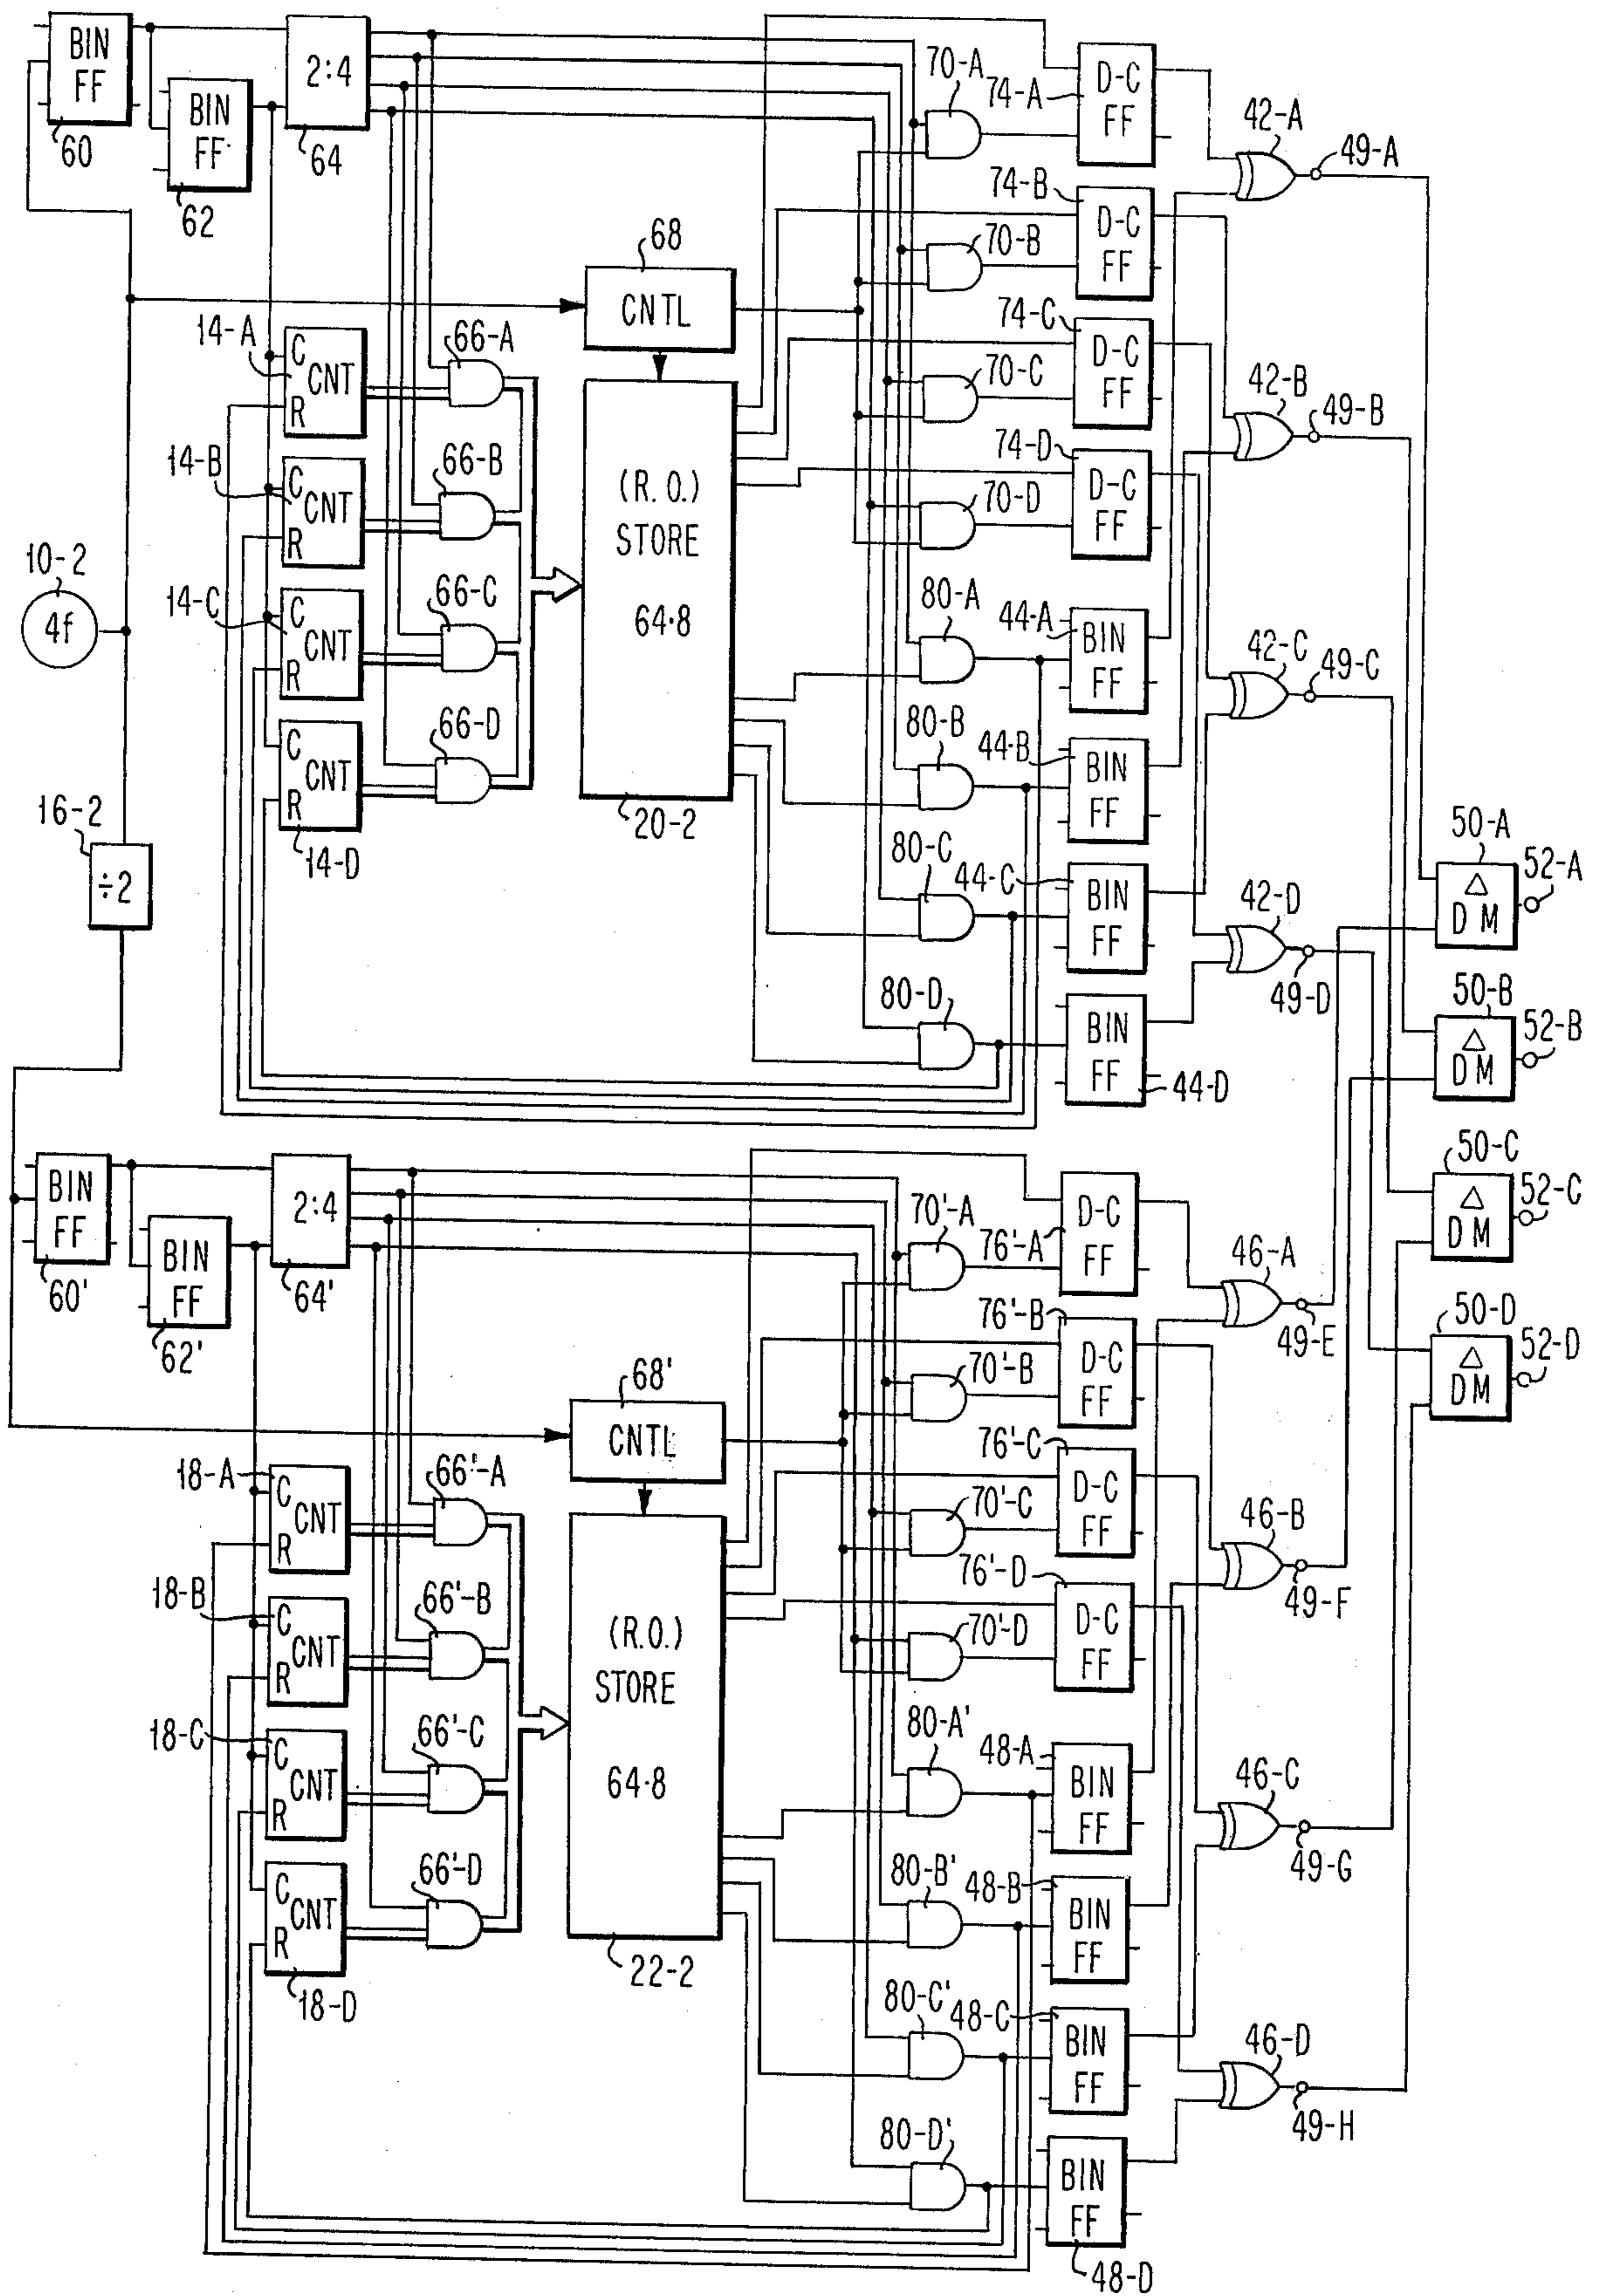 BIN
FF
60
BIN
FF
62
2:4
64
70-A
74-A
D-C
FF
42-A
49-A
68
CNTL
74-B
D-C
FF
70-B
14-A
C
CNT
R
66-A
74-C
D-C
FF
70-C
42-B
49-B
14-B
C
CNT
R
66-B
(R.O.)
STORE
64·8
20-2
74-D
D-C
FF
70-D
10-2
4f
14-C
C
CNT
R
66-C
80-A
44-A
BIN
FF
42-C
49-C
C
CNT
R
14-D
66-D
80-B
44-B
BIN
FF
16-2
÷2
80-C
44-C
BIN
FF
42-D
49-D
50-A
△
DM
52-A
80-D
BIN
FF
44-D
50-B
△
DM
52-B
BIN
FF
60'
BIN
FF
62'
2:4
64'
70'-A
76'-A
D-C
FF
46-A
49-E
50-C
△
DM
52-C
68'
CNTL
76'-B
D-C
FF
70'-B
50-D
△
DM
52-D
18-A
C
CNT
R
66'-A
76'-C
D-C
FF
70'-C
46-B
49-F
18-B
C
CNT
R
66'-B
(R.O.)
STORE
64·8
22-2
76'-D
D-C
FF
70'-D
18-C
C
CNT
R
66'-C
80-A'
48-A
BIN
FF
46-C
49-G
C
CNT
R
18-D
66'-D
80-B'
48-B
BIN
FF
80-C'
48-C
BIN
FF
46-D
49-H
80-D'
BIN
FF
48-D